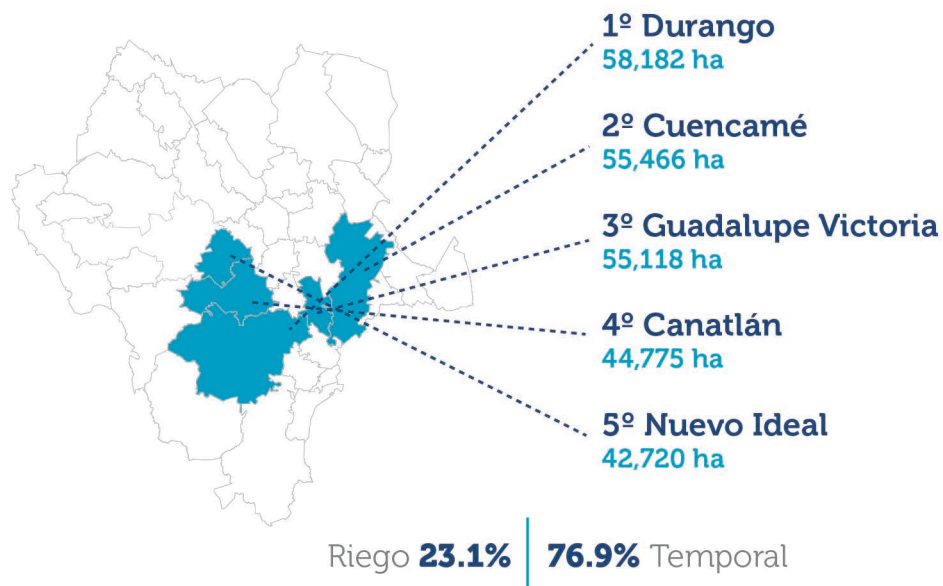 1º Durango
58,182 ha
2º Cuencamé
55,466 ha
3º Guadalupe Victoria
55,118 ha
4º Canatlán
44,775 ha
5º Nuevo Ideal
42,720 ha
Riego 23.1% 76.9% Temporal